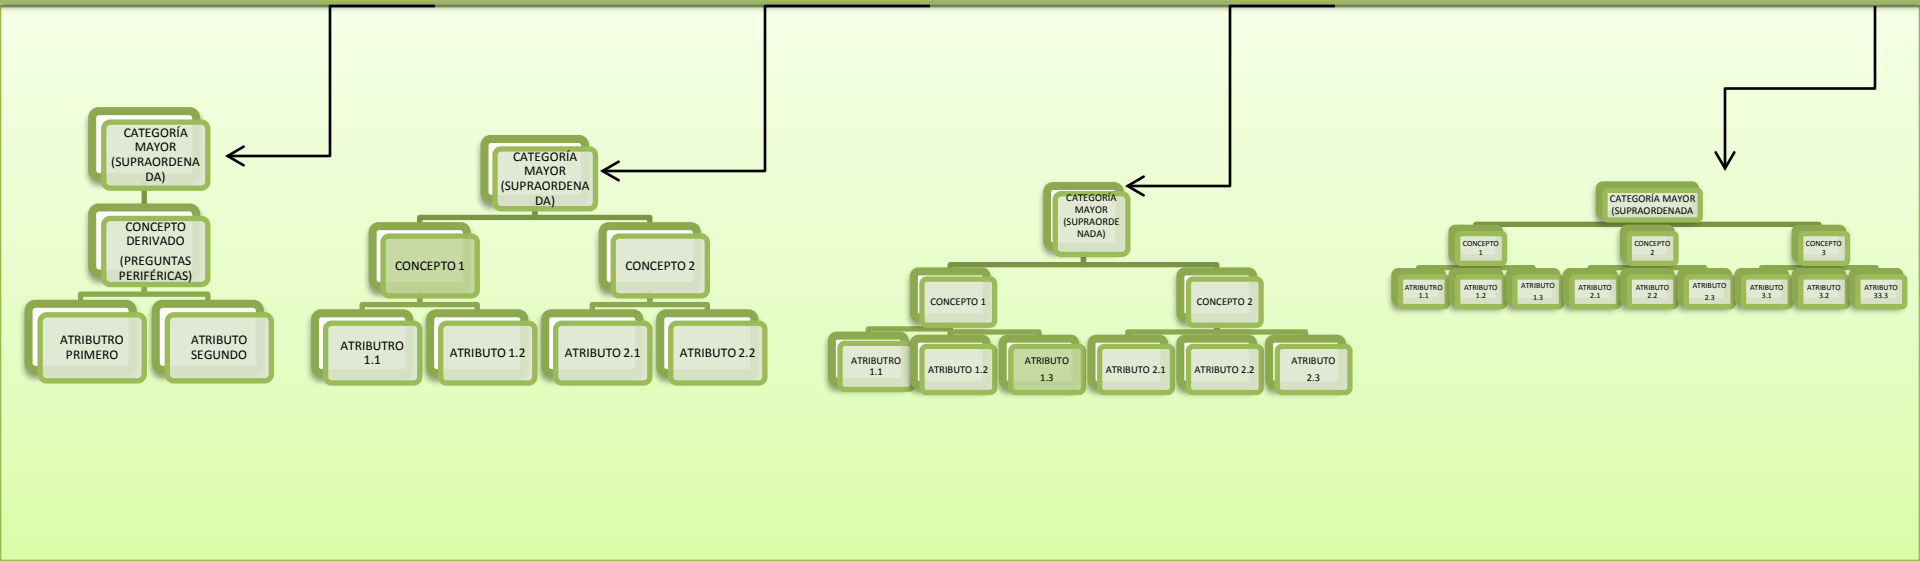 CATEGORÍA
MAYOR
(SUPRAORDENA
DA)
CONCEPTO
DERIVADO
(PREGUNTAS
PERIFÉRICAS)
ATRIBUTRO
PRIMERO
ATRIBUTO
SEGUNDO
CATEGORÍA
MAYOR
(SUPRAORDENA
DA)
CONCEPTO 1
CONCEPTO 2
ATRIBUTRO
1.1
ATRIBUTO 1.2
ATRIBUTO 2.1
ATRIBUTO 2.2
CATEGORÍA
MAYOR
(SUPRAORDE
NADA)
CONCEPTO 1
CONCEPTO 2
ATRIBUTRO
1.1
ATRIBUTO 1.2
ATRIBUTO
1.3
ATRIBUTO 2.1
ATRIBUTO 2.2
ATRIBUTO
2.3
CATEGORÍA MAYOR
(SUPRAORDENADA
CONCEPTO
1
CONCEPTO
2
CONCEPTO
3
ATRIBUTRO
1.1
ATRIBUTO
1.2
ATRIBUTO
1.3
ATRIBUTO
2.1
ATRIBUTO
2.2
ATRIBUTO
2.3
ATRIBUTO
3.1
ATRIBUTO
3.2
ATRIBUTO
33.3